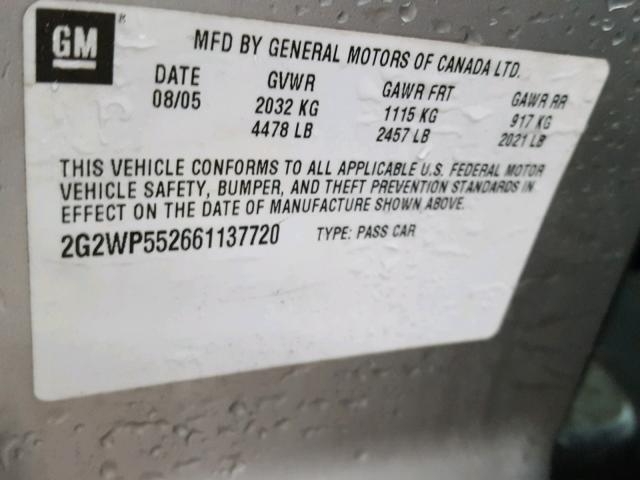 GM
MFD BY GENERAL MOTORS OF CANADA LTD.
DATE GVWR GAWR FRT GAWR RR
08/05 2032 KG 1115 KG 917 KG
4478 LB 2457 LB 2021 LB
THIS VEHICLE CONFORMS TO ALL APPLICABLE U.S. FEDERAL MOTOR
VEHICLE SAFETY, BUMPER, AND THEFT PREVENTION STANDARDS IN
EFFECT ON THE DATE OF MANUFACTURE SHOWN ABOVE.
2G2WP552661137720 TYPE: PASS CAR